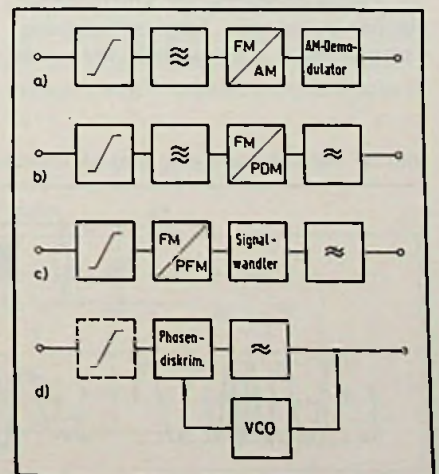 a)
FM
AM
AM-Demo-
dulator
b)
FM
PDM
c)
FM
PFM
Signal-
wandler
d)
Phasen-
diskrim.
VCO